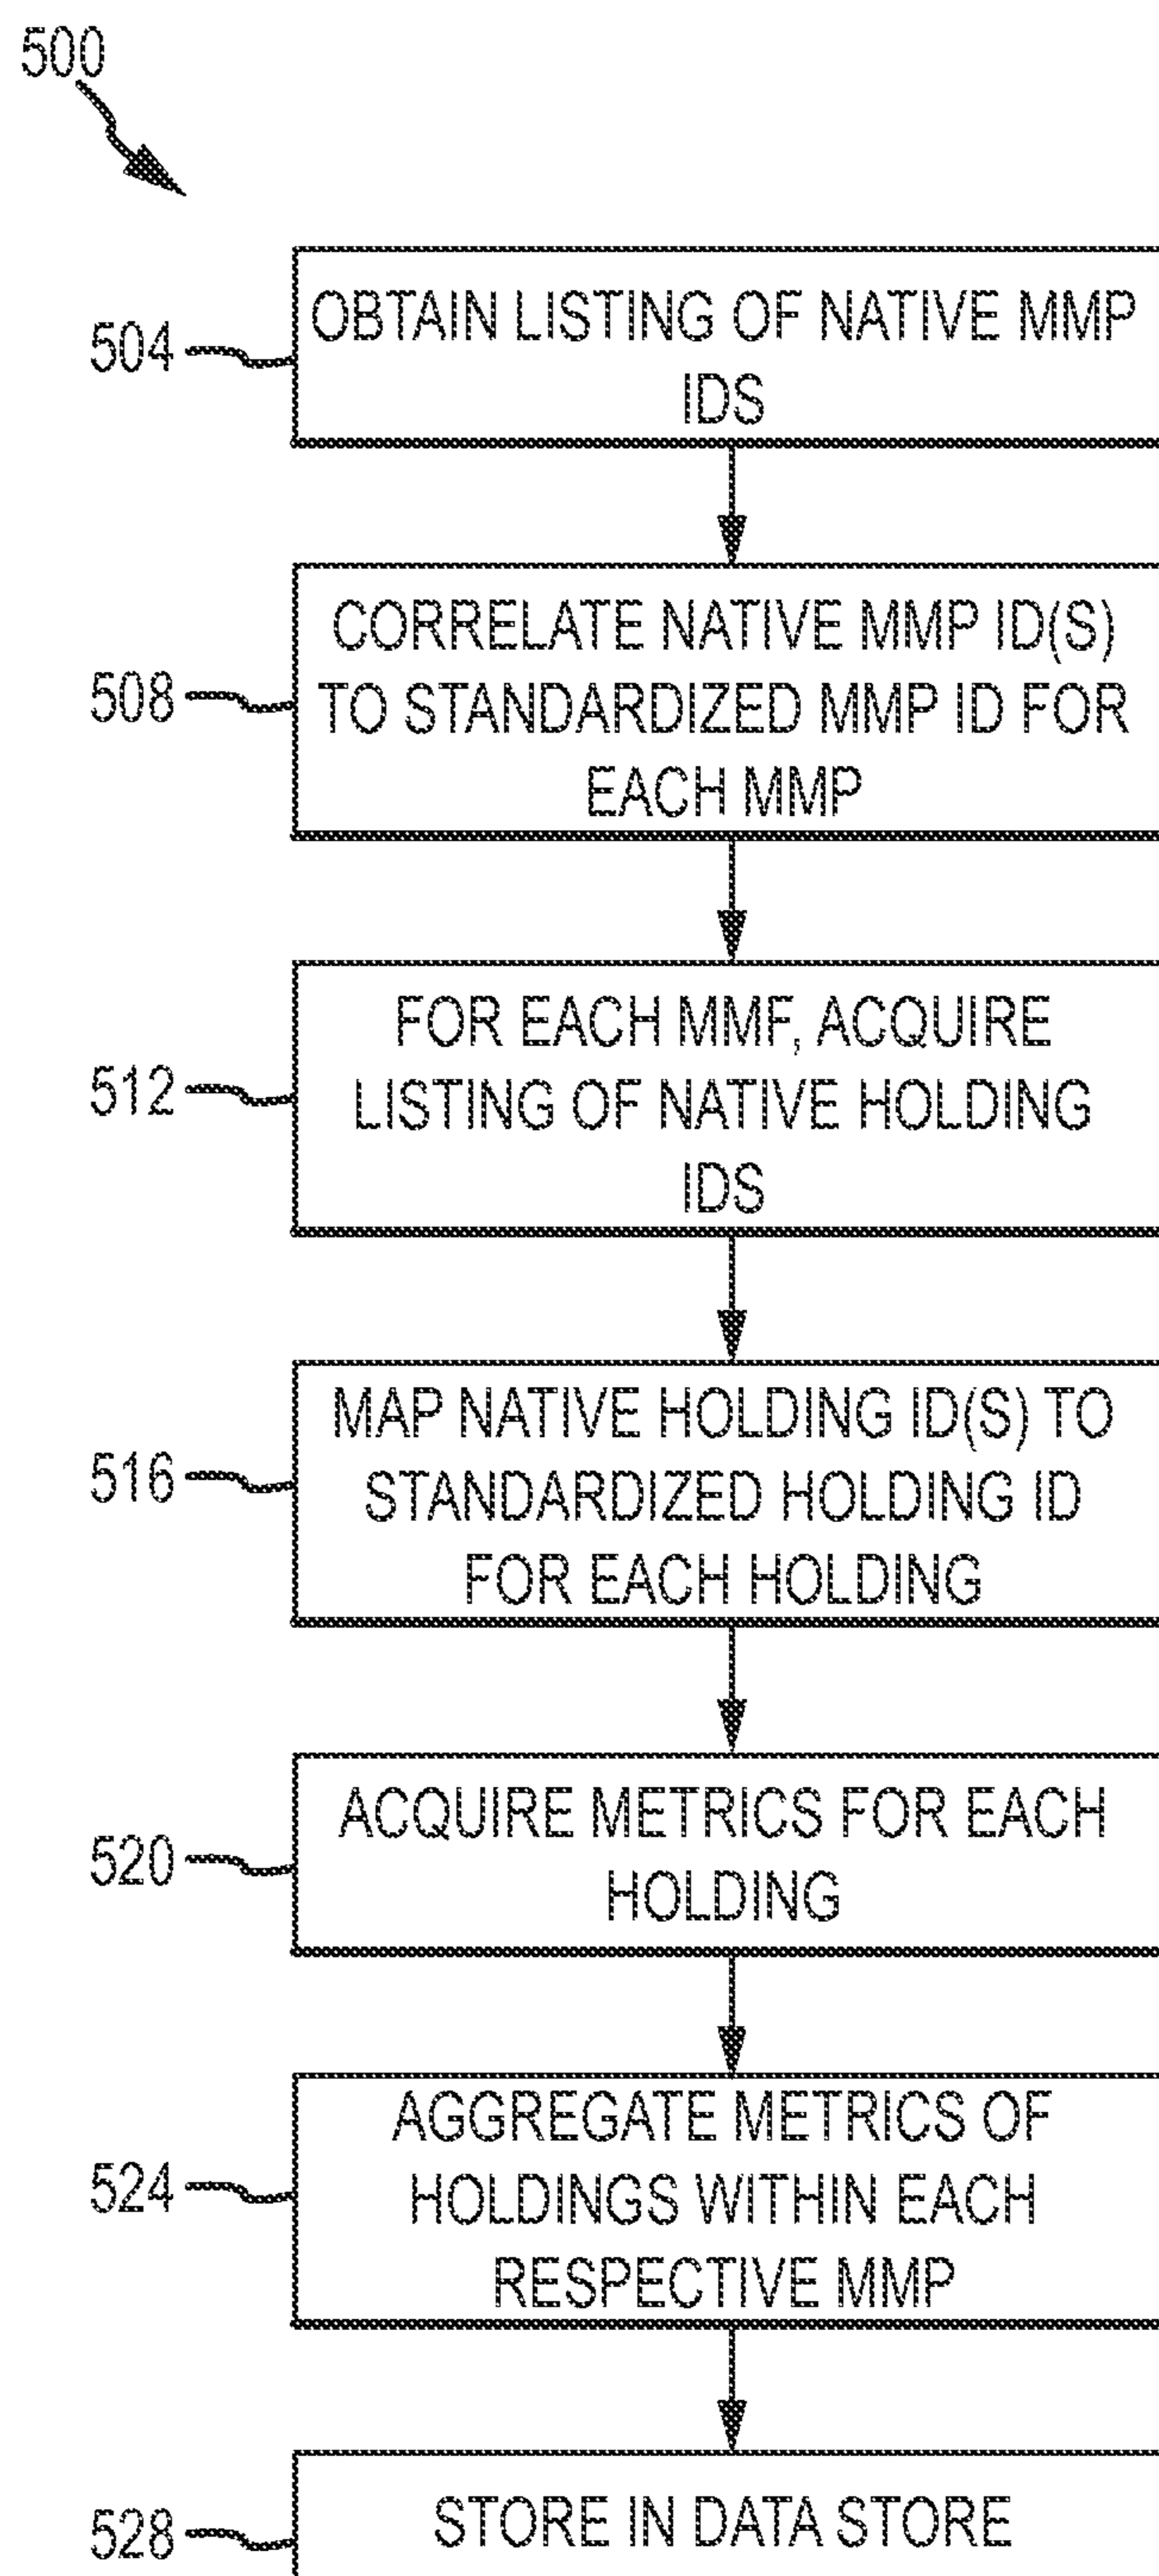 500
504
OBTAIN LISTING OF NATIVE MMP
IDS
508
CORRELATE NATIVE MMP ID(S)
TO STANDARDIZED MMP ID FOR
EACH MMP
512
FOR EACH MMF, ACQUIRE
LISTING OF NATIVE HOLDING
IDS
516
MAP NATIVE HOLDING ID(S) TO
STANDARDIZED HOLDING ID
FOR EACH HOLDING
520
ACQUIRE METRICS FOR EACH
HOLDING
524
AGGREGATE METRICS OF
HOLDINGS WITHIN EACH
RESPECTIVE MMP
528
STORE IN DATA STORE